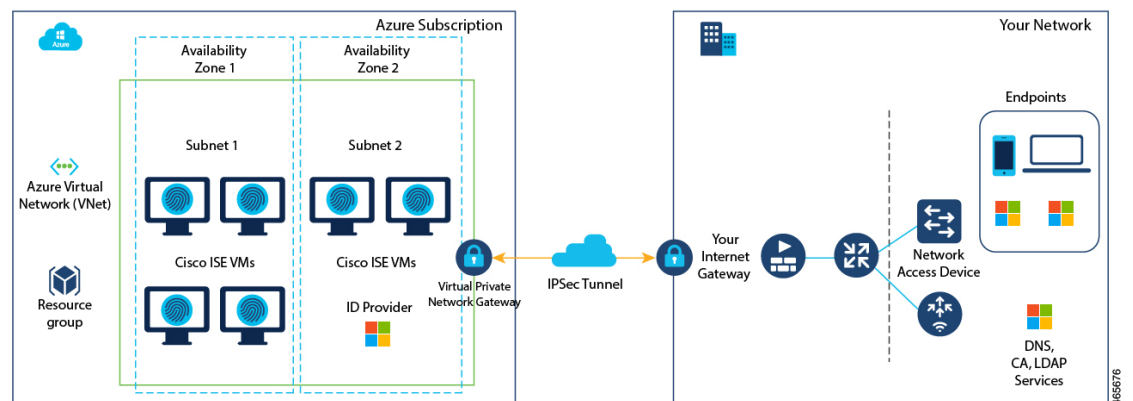 Azure Subscription
Azure
Availability
Zone 1
Availability
Zone 2
Subnet 1
Subnet 2
Azure Virtual
Network (VNet)
Cisco ISE VMs
Cisco ISE VMs
Resource
group
ID Provider
Virtual Private
Network Gateway
IPSec Tunnel
Your Network
Endpoints
Your
Internet
Gateway
Network
Access Device
DNS,
CA, LDAP
Services